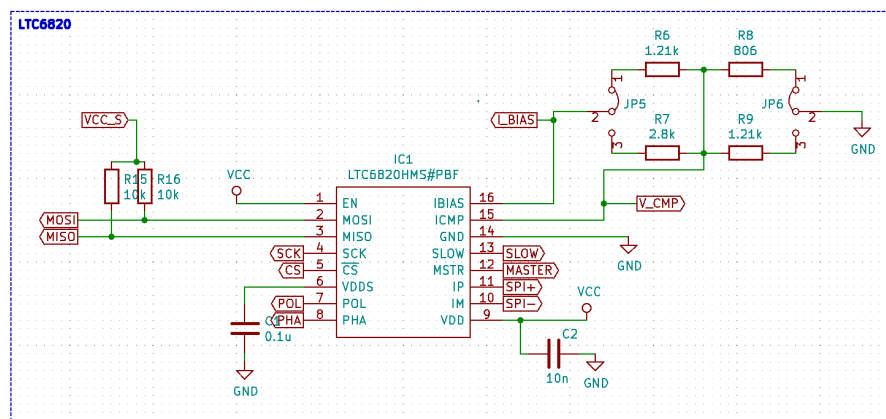 LTC6820
R6
1.21k
R8
806
1
1
JP5
JP6
2
2
I_BIAS
VCC_S
R7
2.8k
R9
1.21k
3
3
GND
IC1
LTC6820HMS#PBF
R15
10k
R16
10k
VCC
1
EN
IBIAS
16
MOSI
2
MOSI
ICMP
15
V_CMP
MISO
3
MISO
GND
14
SCK
4
SCK
SLOW
13
SLOW
CS
5
CS
MSTR
12
MASTER
GND
6
VDDS
IP
11
SPI+
POL
7
POL
IM
10
SPI-
VCC
PHA
8
PHA
VDD
9
C1
0.1u
C2
10n
GND
GND